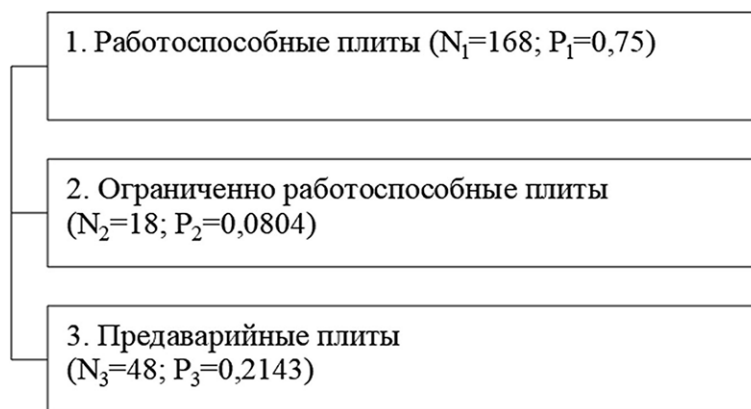 1. Работоспособные плиты (N₁=168; P₁=0,75)
2. Ограниченно работоспособные плиты
(N₂=18; P₂=0,0804)
3. Предаварийные плиты
(N₃=48; P₃=0,2143)